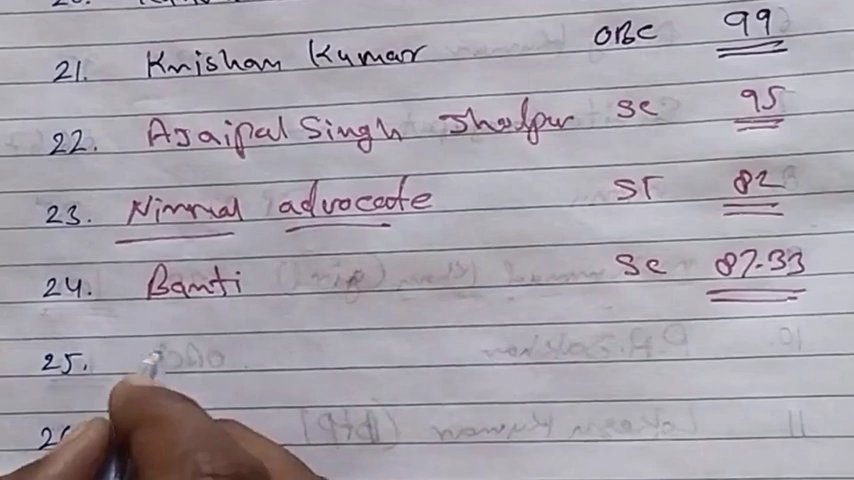 21. Krishan Kumar OBC 99
22. Ajaipal Singh Jhodpur SC 95
23. Nirmal advocate ST 82
24. Banti SC 87.33
25.